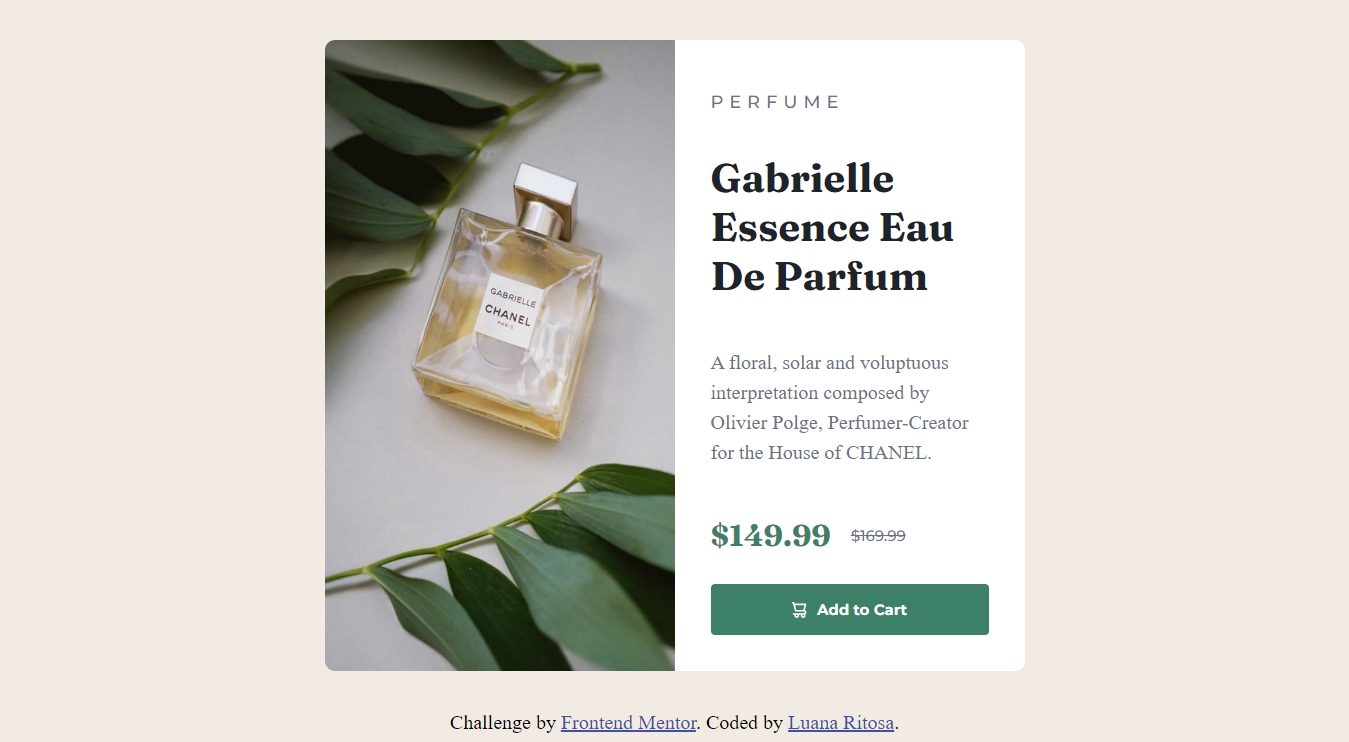 GABRIELLE
CHANEL
PARIS
PERFUME
Gabrielle
Essence Eau
De Parfum
A floral, solar and voluptuous
interpretation composed by
Olivier Polge, Perfumer-Creator
for the House of CHANEL.
$149.99 $169.99
Add to Cart
Challenge by Frontend Mentor. Coded by Luana Ritosa.